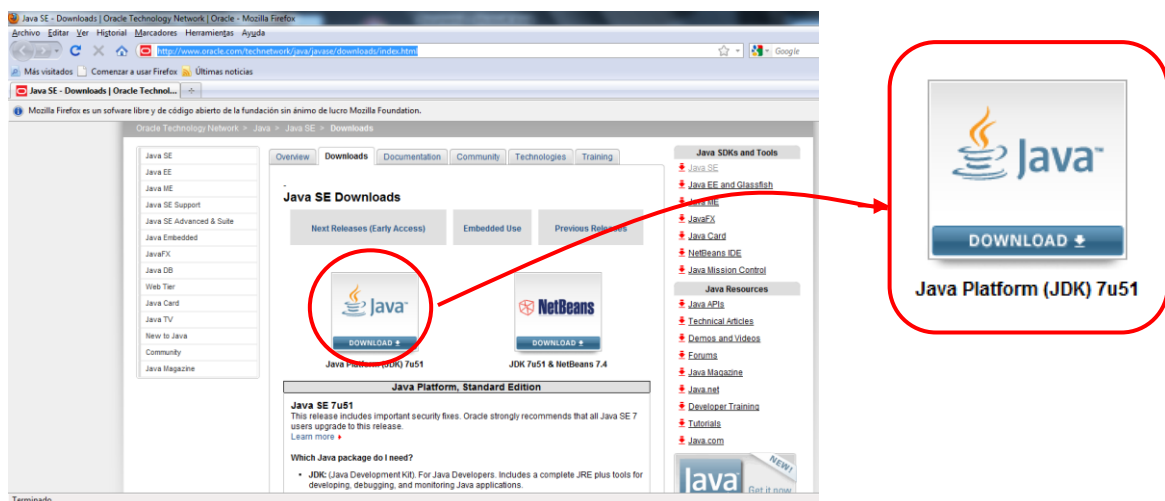 Java SE - Downloads | Oracle Technology Network | Oracle - Mozilla Firefox
Archivo Editar Ver Historial Marcadores Herramientas Ayuda
http://www.oracle.com/technetwork/java/javase/downloads/index.html
Google
Más visitados Comenzar a usar Firefox Últimas noticias
Java SE - Downloads | Oracle Technol...
Mozilla Firefox es un sofware libre y de código abierto de la fundación sin ánimo de lucro Mozilla Foundation.
Oracle Technology Network > Java > Java SE > Downloads
Java SE
Java EE
Java ME
Java SE Support
Java SE Advanced & Suite
Java Embedded
JavaFX
Java DB
Web Tier
Java Card
Java TV
New to Java
Community
Java Magazine
Overview Downloads Documentation Community Technologies Training
Java SE Downloads
Next Releases (Early Access) Embedded Use Previous Releases
Java
DOWNLOAD
Java Platform (JDK) 7u51
NetBeans
DOWNLOAD
JDK 7u51 & NetBeans 7.4
Java Platform, Standard Edition
Java SE 7u51
This release includes important security fixes. Oracle strongly recommends that all Java SE 7
users upgrade to this release.
Learn more
Which Java package do I need?
• JDK: (Java Development Kit). For Java Developers. Includes a complete JRE plus tools for
developing, debugging, and monitoring Java applications.
Java SDKs and Tools
Java SE
Java EE and Glassfish
Java ME
JavaFX
Java Card
NetBeans IDE
Java Mission Control
Java Resources
Java APIs
Technical Articles
Demos and Videos
Forums
Java Magazine
Java.net
Developer Training
Tutorials
Java.com
NEW!
Java
Get it now
Terminado
Java™
DOWNLOAD
Java Platform (JDK) 7u51